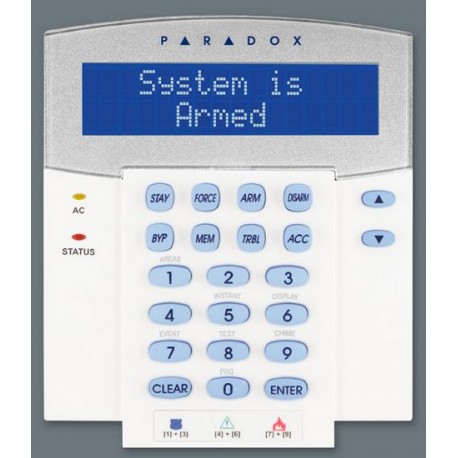 PARADOX
System is
Armed
STAY FORCE ARM DISARM
AC
BYP MEM TRBL ACC
STATUS
AREAS
1 2 3
INSTANT DISPLAY
4 5 6
EVENT TEST CHIME
7 8 9
PRG
CLEAR 0 ENTER
[1] + [3] [4] + [6] [7] + [9]